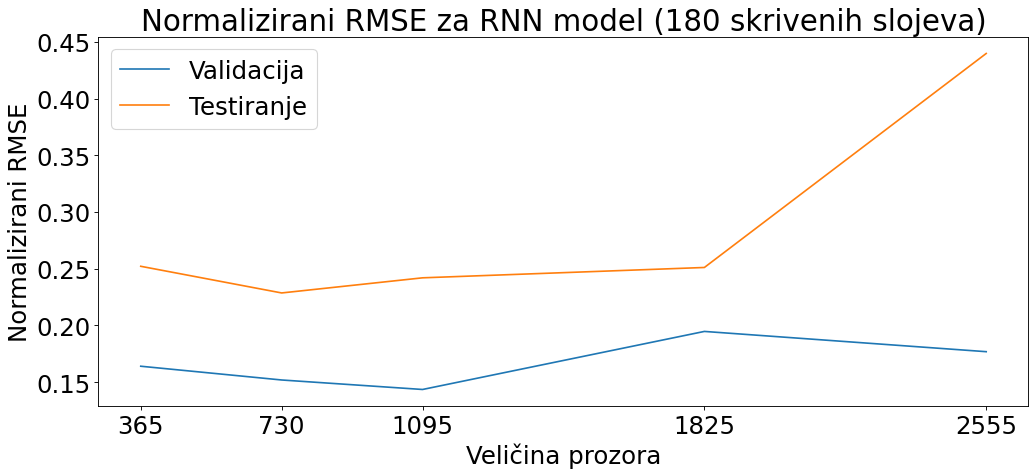 Normalizirani RMSE za RNN model (180 skrivenih slojeva)
Validacija
Testiranje
Normalizirani RMSE
0.45
0.40
0.35
0.30
0.25
0.20
0.15
365 730 1095 1825 2555
Veličina prozora